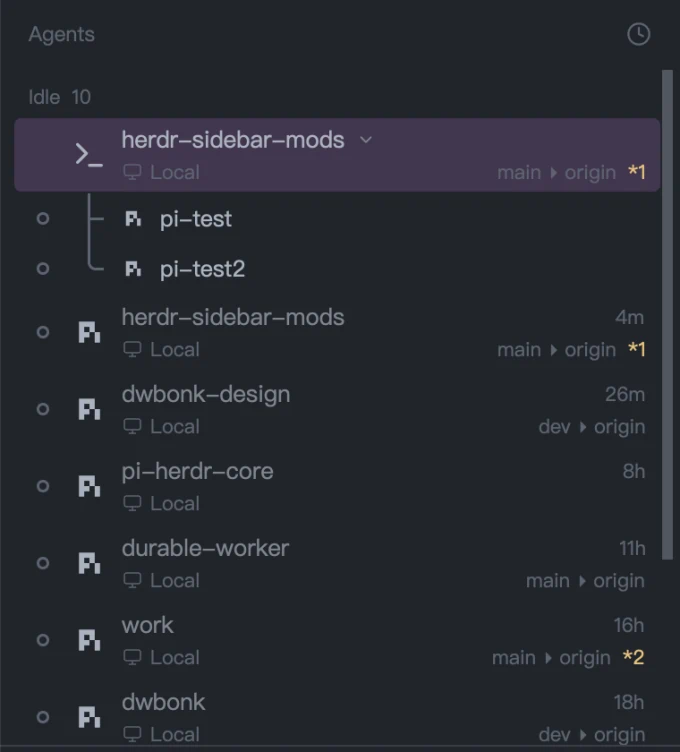 Agents
Idle 10
herdr-sidebar-mods
Local main origin *1
pi-test
pi-test2
herdr-sidebar-mods 4m
Local main origin *1
dwbonk-design 26m
Local dev origin
pi-herdr-core 8h
Local
durable-worker 11h
Local main origin
work 16h
Local main origin *2
dwbonk 18h
Local dev origin